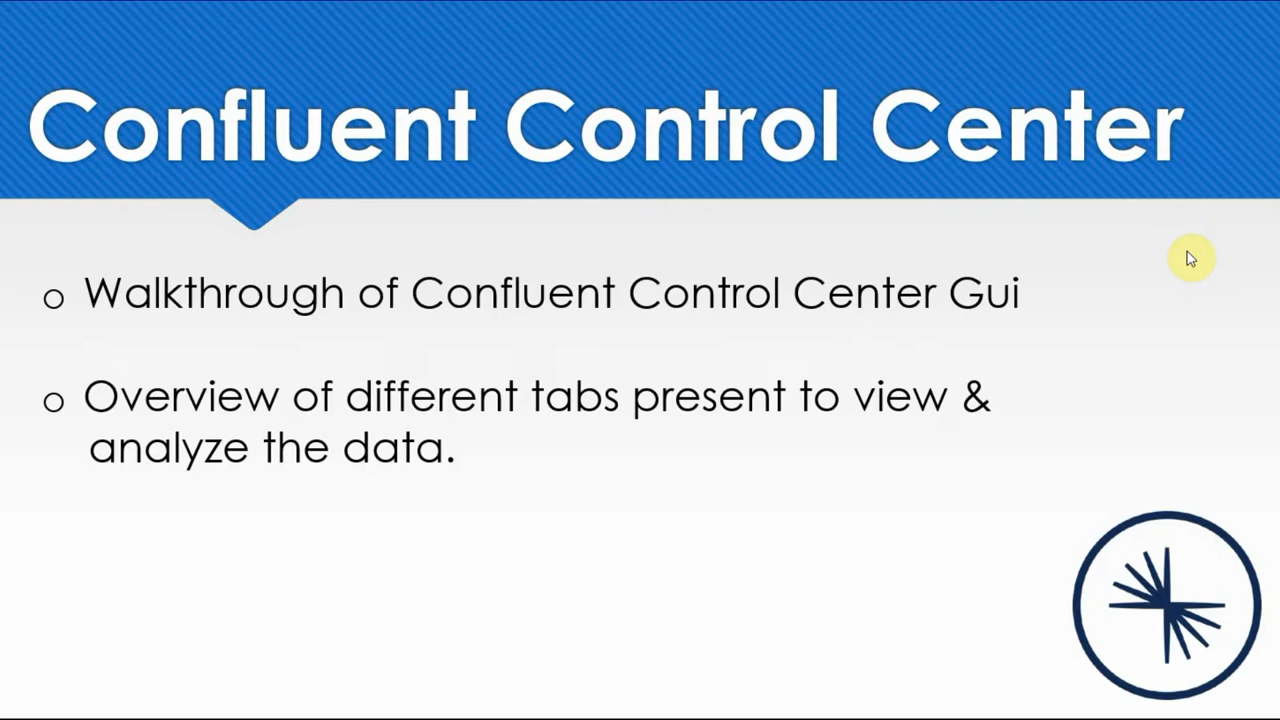 Confluent Control Center
o Walkthrough of Confluent Control Center Gui
o Overview of different tabs present to view &
analyze the data.